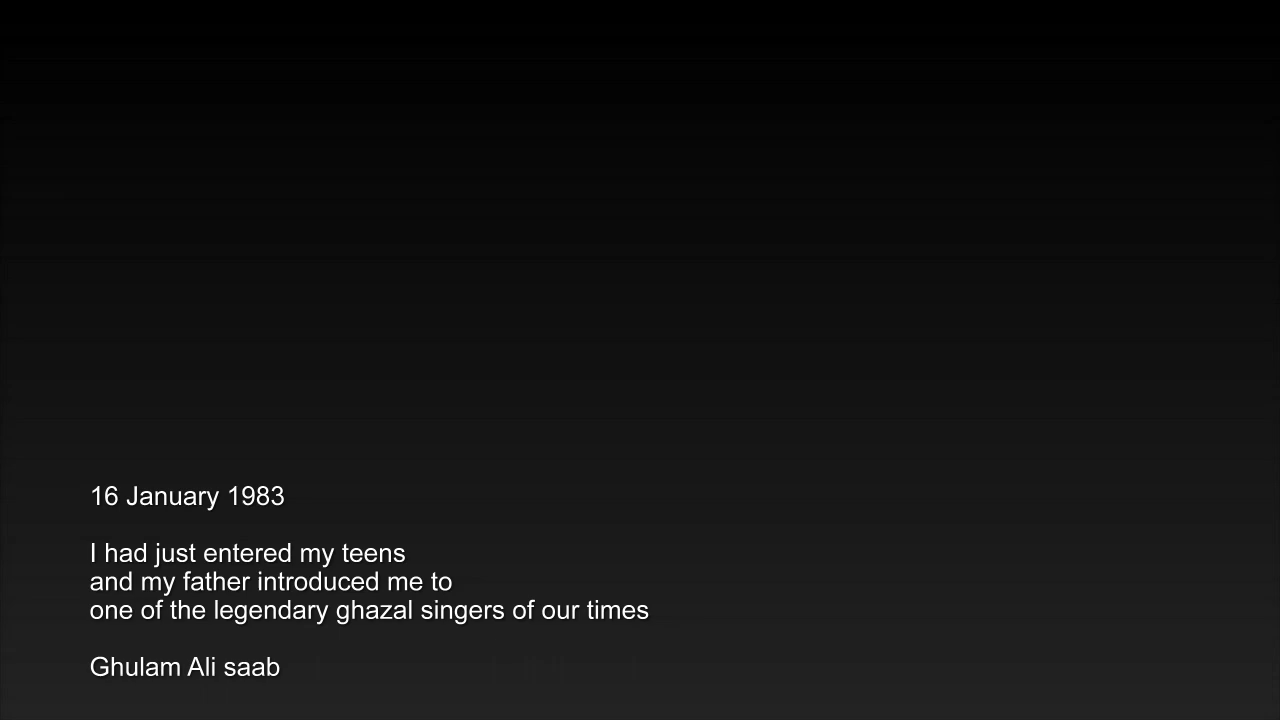 16 January 1983
I had just entered my teens
and my father introduced me to
one of the legendary ghazal singers of our times
Ghulam Ali saab